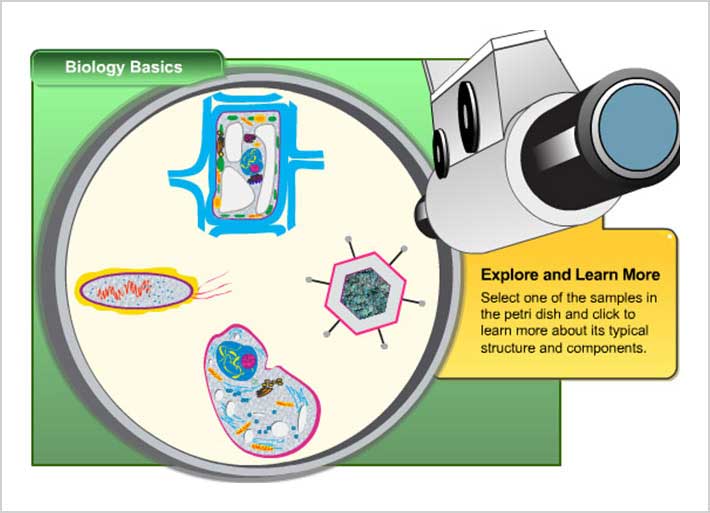 Biology Basics
Explore and Learn More
Select one of the samples in
the petri dish and click to
learn more about its typical
structure and components.